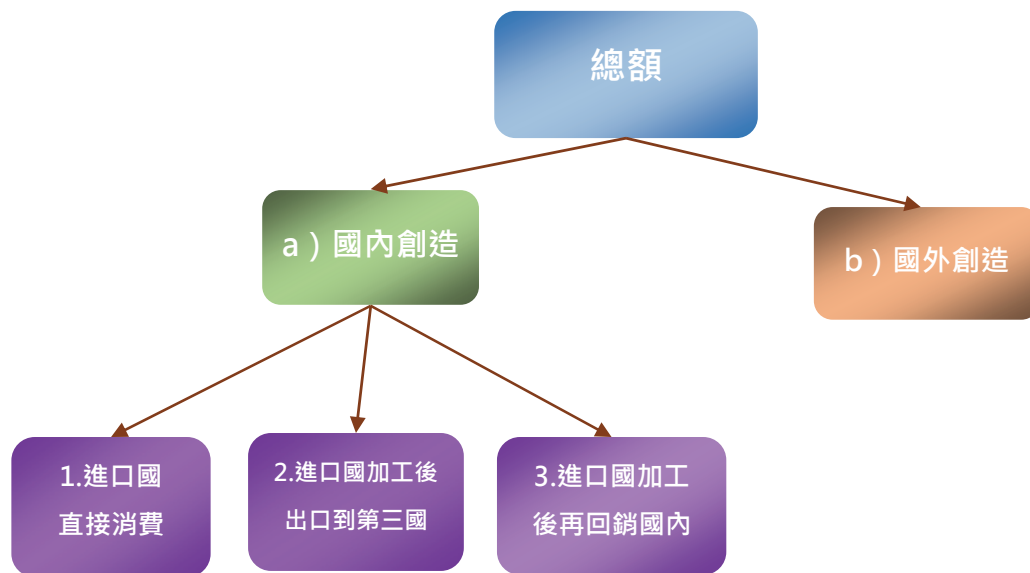 總額
a）國內創造
b）國外創造
1.進口國
直接消費
2.進口國加工後
出口到第三國
3.進口國加工
後再回銷國內